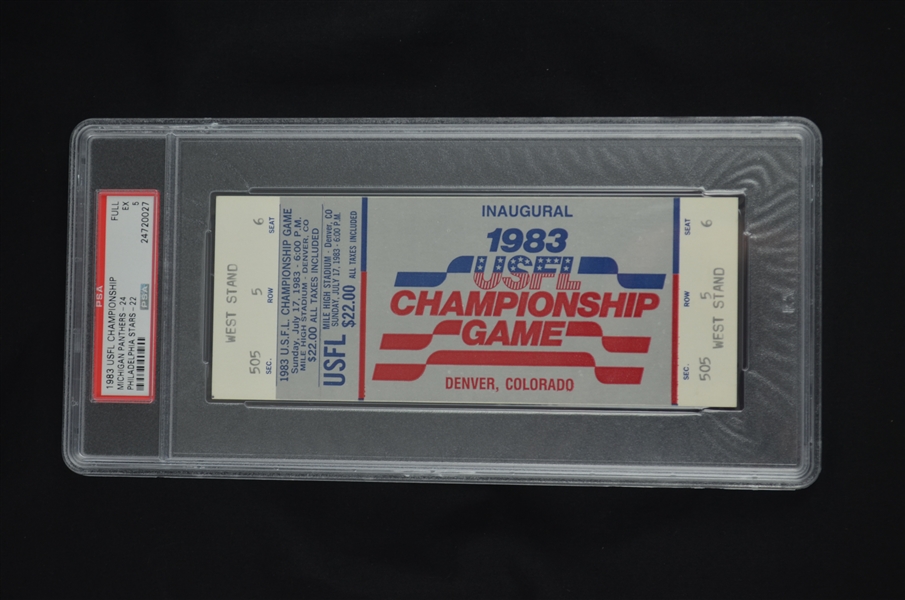 PSA
1983 USFL CHAMPIONSHIP FULL
MICHIGAN PANTHERS - 24 EX 5
PHILADELPHIA STARS - 22
PSA 24720027
WEST STAND
505 5 6
SEC. ROW SEAT
1983 U.S.F.L. CHAMPIONSHIP GAME
Sunday, July 17, 1983 - 6:00 P.M.
MILE HIGH STADIUM - DENVER, CO
$22.00 ALL TAXES INCLUDED
USFL
MILE HIGH STADIUM - Denver, CO
SUNDAY, JULY 17, 1983 - 6:00 P.M.
$22.00 ALL TAXES INCLUDED
INAUGURAL
1983
USFL
CHAMPIONSHIP
GAME
DENVER, COLORADO
SEC. ROW SEAT
505 5 6
WEST STAND